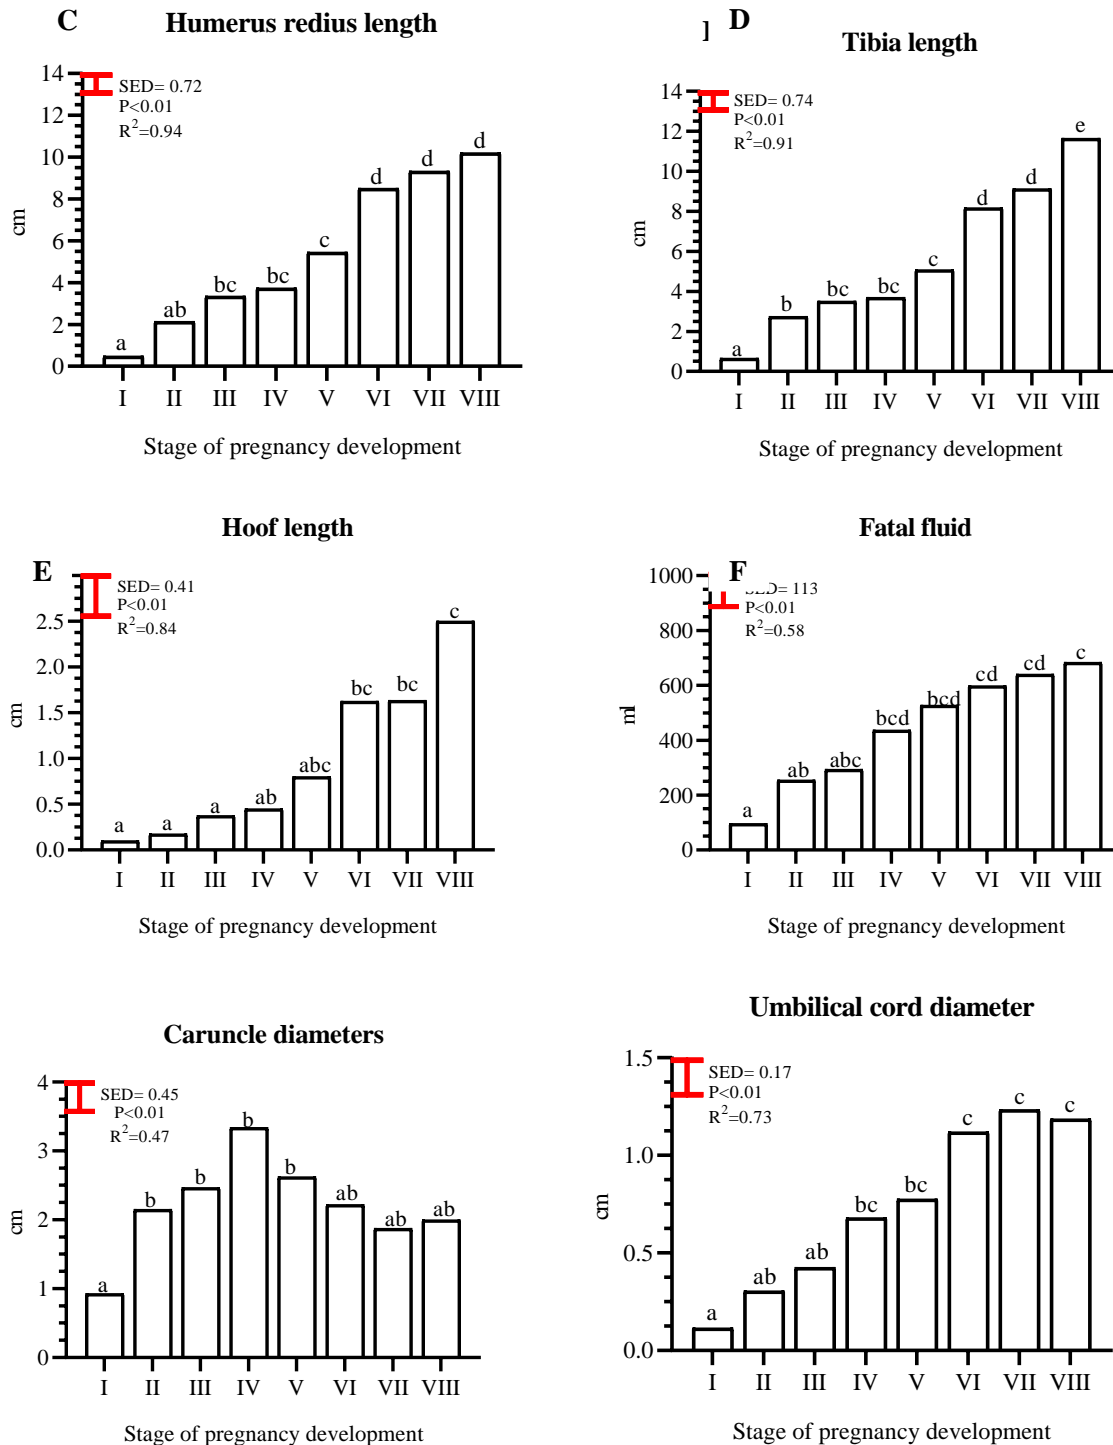 C
Humerus redius length
14
12
10
8
6
4
2
0
cm
SED= 0.72
P<0.01
R²=0.94
a
ab
bc
bc
c
d
d
d
I II III IV V VI VII VIII
Stage of pregnancy development
D
Tibia length
14
12
10
8
6
4
2
0
cm
SED= 0.74
P<0.01
R²=0.91
a
b
bc
bc
c
d
d
e
I II III IV V VI VII VIII
Stage of pregnancy development
E
Hoof length
2.5
2.0
1.5
1.0
0.5
0.0
cm
SED= 0.41
P<0.01
R²=0.84
a
a
a
ab
abc
bc
bc
c
I II III IV V VI VII VIII
Stage of pregnancy development
F
Fatal fluid
1000
800
600
400
200
0
ml
SED= 113
P<0.01
R²=0.58
a
ab
abc
bcd
bcd
cd
cd
c
I II III IV V VI VII VIII
Stage of pregnancy development
Caruncle diameters
4
3
2
1
0
cm
SED= 0.45
P<0.01
R²=0.47
a
b
b
b
b
ab
ab
ab
I II III IV V VI VII VIII
Stage of pregnancy development
Umbilical cord diameter
1.5
1.0
0.5
0.0
cm
SED= 0.17
P<0.01
R²=0.73
a
ab
ab
bc
bc
c
c
c
I II III IV V VI VII VIII
Stage of pregnancy development